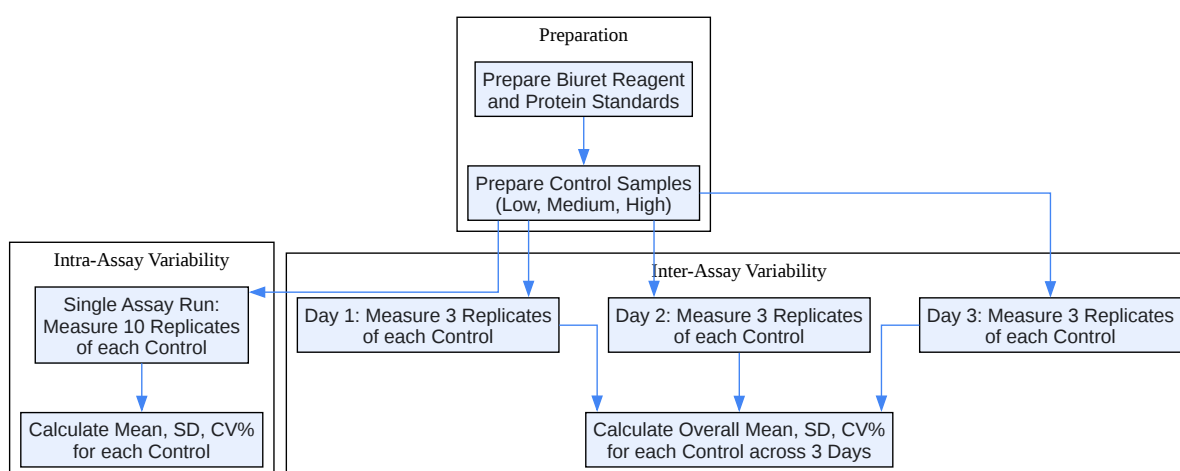 Preparation
Prepare Biuret Reagent
and Protein Standards
Prepare Control Samples
(Low, Medium, High)
Intra-Assay Variability
Single Assay Run:
Measure 10 Replicates
of each Control
Calculate Mean, SD, CV%
for each Control
Inter-Assay Variability
Day 1: Measure 3 Replicates
of each Control
Day 2: Measure 3 Replicates
of each Control
Day 3: Measure 3 Replicates
of each Control
Calculate Overall Mean, SD, CV%
for each Control across 3 Days